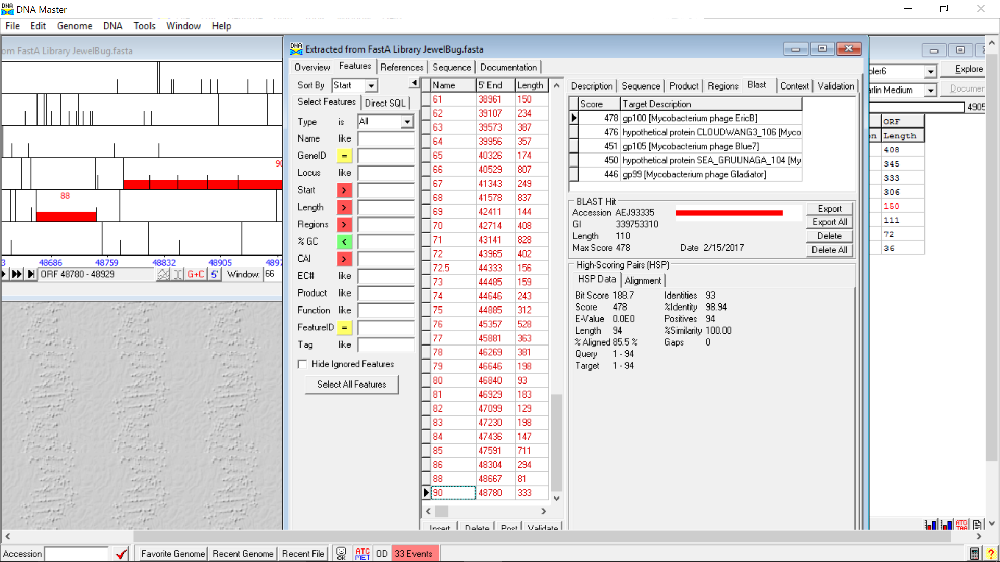 DNA Master
File Edit Genome DNA Tools Window Help
om FastA Library JewelBug.fasta
90
88
48686 48759 48832 48905
ORF 48780 - 48929 G+C 5' Window: 66
Extracted from FastA Library JewelBug.fasta
Overview Features References Sequence Documentation
Sort By Start
Select Features Direct SQL
Type is All
Name like
GeneID =
Locus like
Start >
Length >
Regions >
% GC <
CAI >
EC# like
Product like
Function like
FeatureID =
Tag like
Hide Ignored Features
Select All Features
Name 5' End Length
61 38961 150
62 39107 234
63 39573 387
64 39956 357
65 40326 174
66 40529 807
67 41343 249
68 41578 837
69 42411 144
70 42714 408
71 43141 828
72 43965 402
72.5 44333 156
73 44485 159
74 44646 243
75 44885 312
76 45357 528
77 45881 363
78 46269 381
79 46646 198
80 46840 93
81 46929 183
82 47099 129
83 47230 198
84 47436 147
85 47591 711
86 48304 294
88 48667 81
90 48780 333
Insert Delete Post Validate
Description Sequence Product Regions Blast Context Validation
Score Target Description
478 gp100 [Mycobacterium phage EricB]
476 hypothetical protein CLOUDWANG3_106 [Myco
451 gp105 [Mycobacterium phage Blue7]
450 hypothetical protein SEA_GRUUNAGA_104 [My
446 gp99 [Mycobacterium phage Gladiator]
BLAST Hit
Accession AEJ93335
GI 339753310
Length 110
Max Score 478 Date 2/15/2017
Export
Export All
Delete
Delete All
High-Scoring Pairs (HSP)
HSP Data Alignment
Bit Score 188.7 Identities 93
Score 478 %Identity 98.94
E-Value 0.0E0 Positives 94
Length 94 %Similarity 100.00
% Aligned 85.5 % Gaps 0
Query 1 - 94
Target 1 - 94
oler6 Explore
arlin Medium Documer
4905
ORF
n Length
408
345
333
306
150
111
72
36
ATG
TAA
Accession Favorite Genome Recent Genome Recent File OK ATG MET OD 33 Events ?